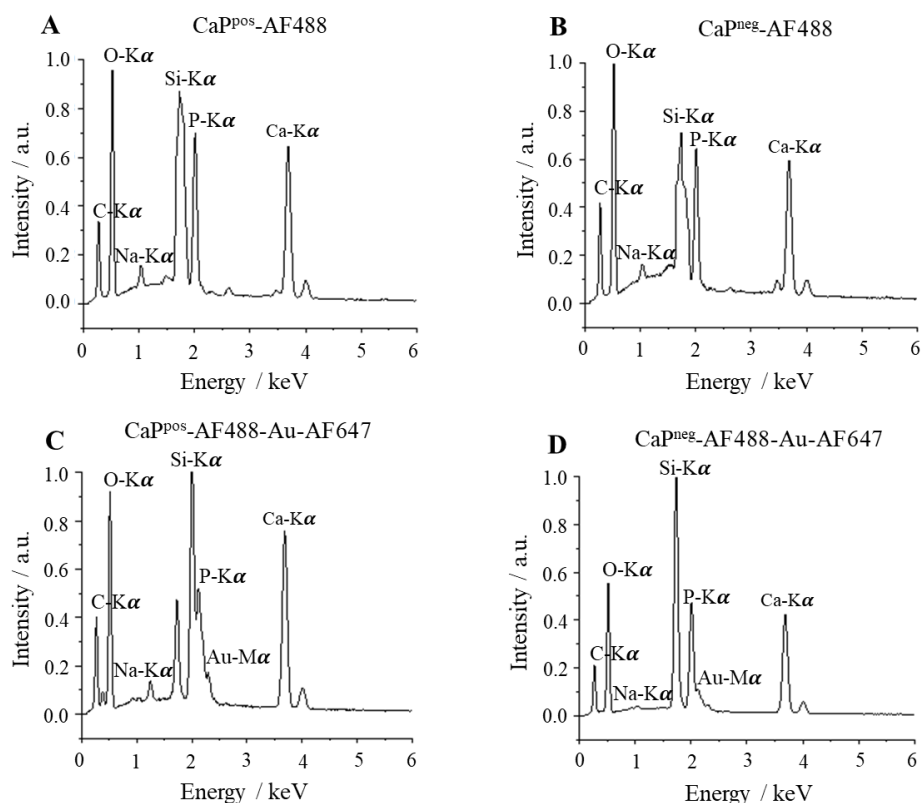 A
CaPᵖᵒˢ-AF488
O-Kα
Si-Kα
P-Kα
Ca-Kα
C-Kα
Na-Kα
Intensity / a.u.
1.0
0.8
0.6
0.4
0.2
0.0
0 1 2 3 4 5 6
Energy / keV
B
CaPⁿᵉᵍ-AF488
O-Kα
Si-Kα
P-Kα
Ca-Kα
C-Kα
Na-Kα
Intensity / a.u.
1.0
0.8
0.6
0.4
0.2
0.0
0 1 2 3 4 5 6
Energy / keV
C
CaPᵖᵒˢ-AF488-Au-AF647
Si-Kα
O-Kα
Ca-Kα
P-Kα
C-Kα
Au-Mα
Na-Kα
Intensity / a.u.
1.0
0.8
0.6
0.4
0.2
0.0
0 1 2 3 4 5 6
Energy / keV
D
CaPⁿᵉᵍ-AF488-Au-AF647
Si-Kα
O-Kα
P-Kα
Ca-Kα
C-Kα
Au-Mα
Na-Kα
Intensity / a.u.
1.0
0.8
0.6
0.4
0.2
0.0
0 1 2 3 4 5 6
Energy / keV